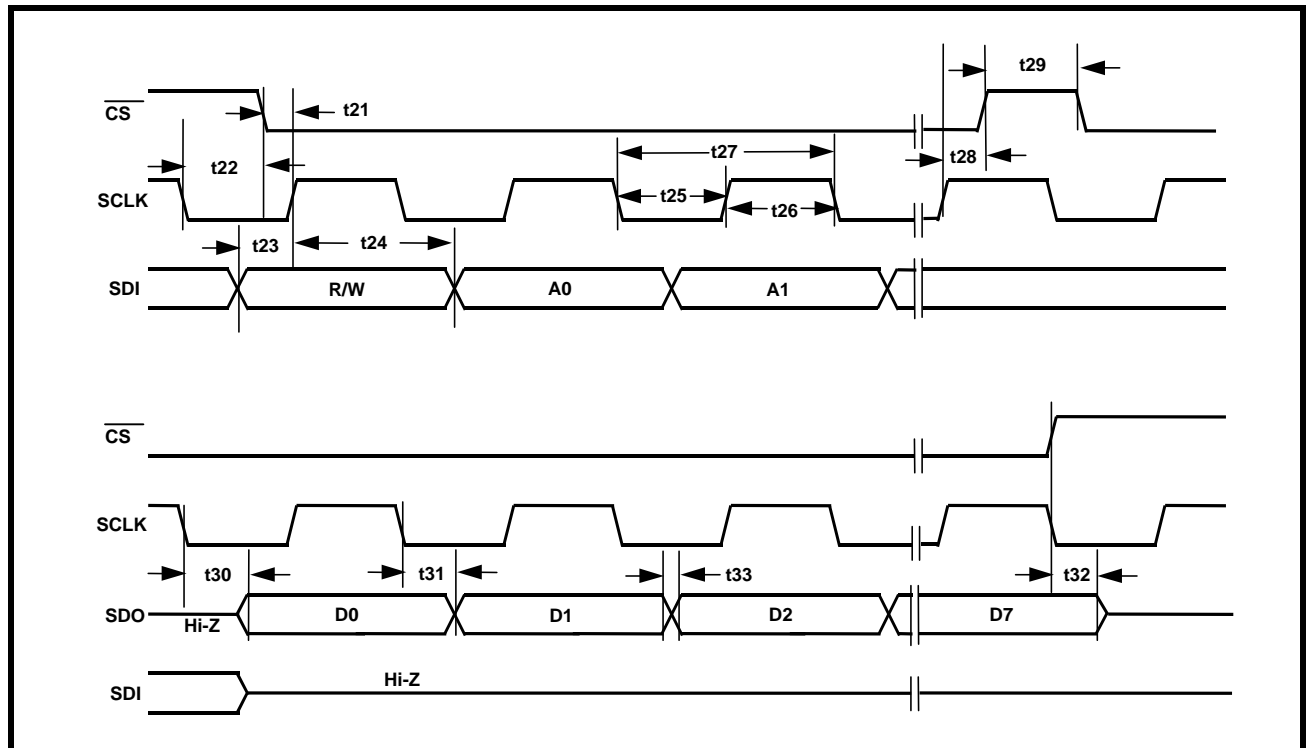 t29
CS
t21
t27
t22
t28
SCLK
t25
t26
t23
t24
SDI
R/W
A0
A1
CS
SCLK
t30
t31
t33
t32
SDO
Hi-Z
D0
D1
D2
D7
SDI
Hi-Z